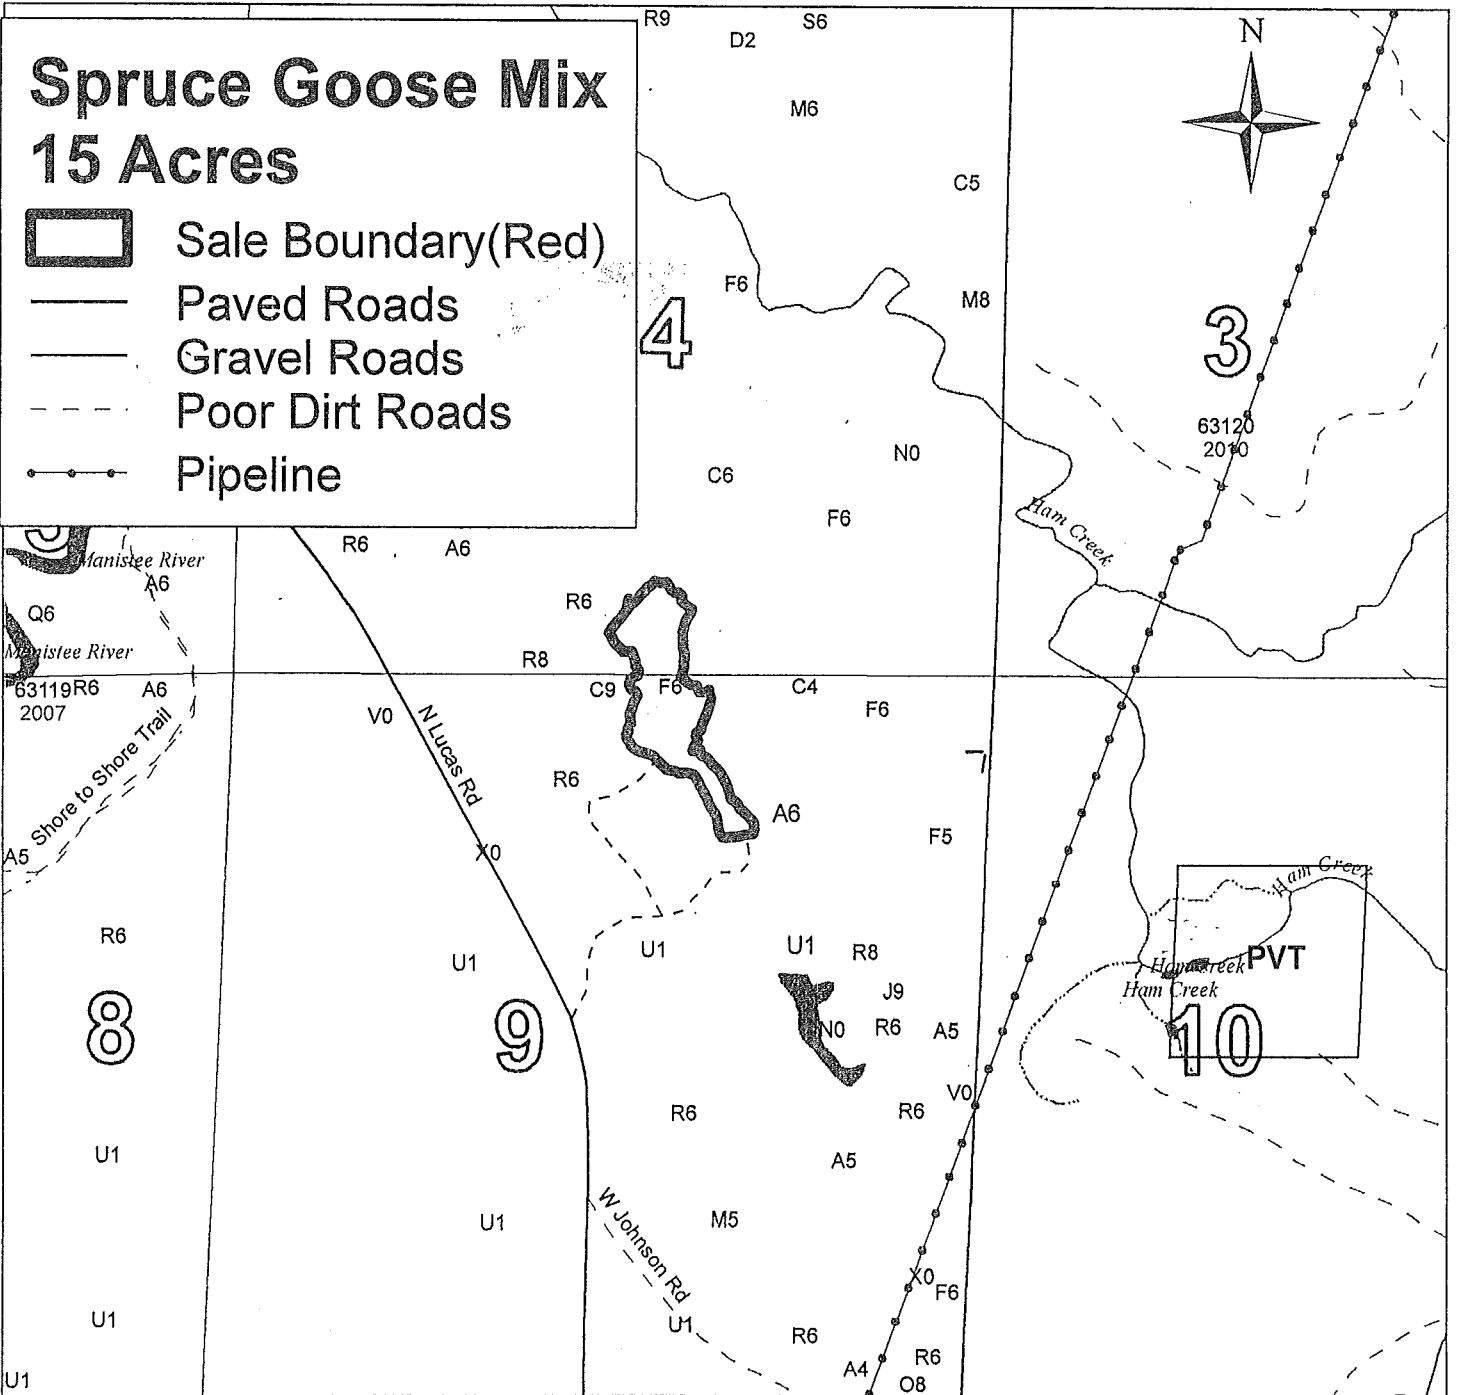 Spruce Goose Mix
15 Acres
Sale Boundary(Red)
Paved Roads
Gravel Roads
Poor Dirt Roads
Pipeline
R9
S6
D2
N
M6
C5
F6
M8
4
3
63120
2010
N0
C6
F6
Ham Creek
R6
A6
Manistee River
A6
Q6
R6
Manistee River
R8
63119
R6
A6
2007
C9
F6
C4
F6
V0
N Lucas Rd
Shore to Shore Trail
R6
A6
F5
A5
X0
Ham Creek
R6
U1
U1
U1
R8
PVT
Ham Creek
Ham Creek
J9
8
9
N0
R6
A5
10
V0
R6
R6
U1
A5
W Johnson Rd
U1
M5
X0
F6
U1
U1
R6
R6
A4
O8
U1